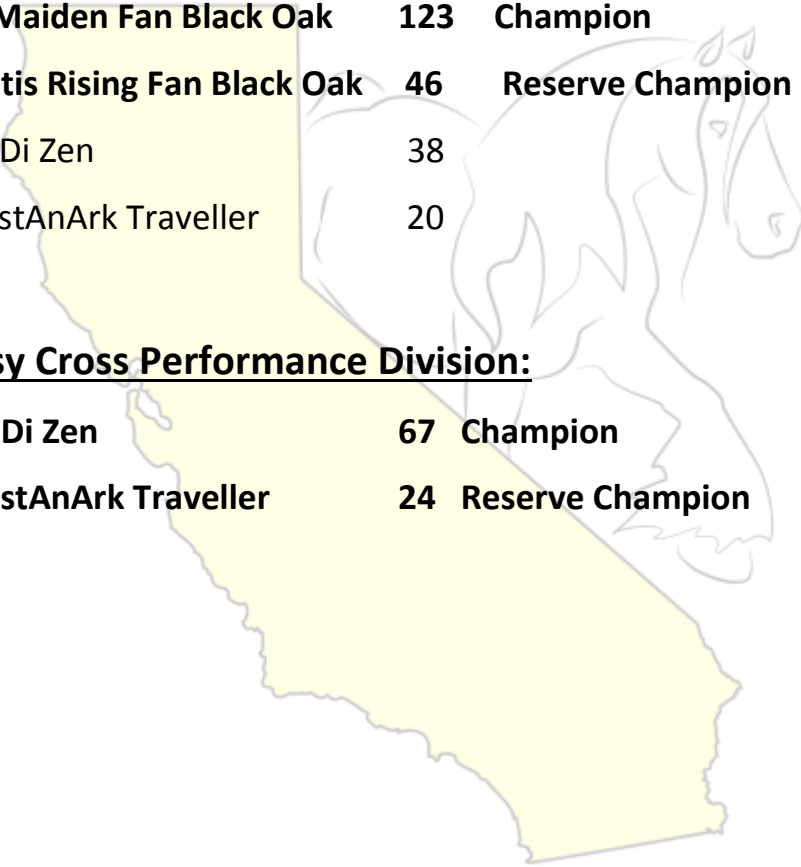 Maiden Fan Black Oak 123 Champion
tis Rising Fan Black Oak 46 Reserve Champion
Di Zen 38
stAnArk Traveller 20
sy Cross Performance Division:
Di Zen 67 Champion
stAnArk Traveller 24 Reserve Champion